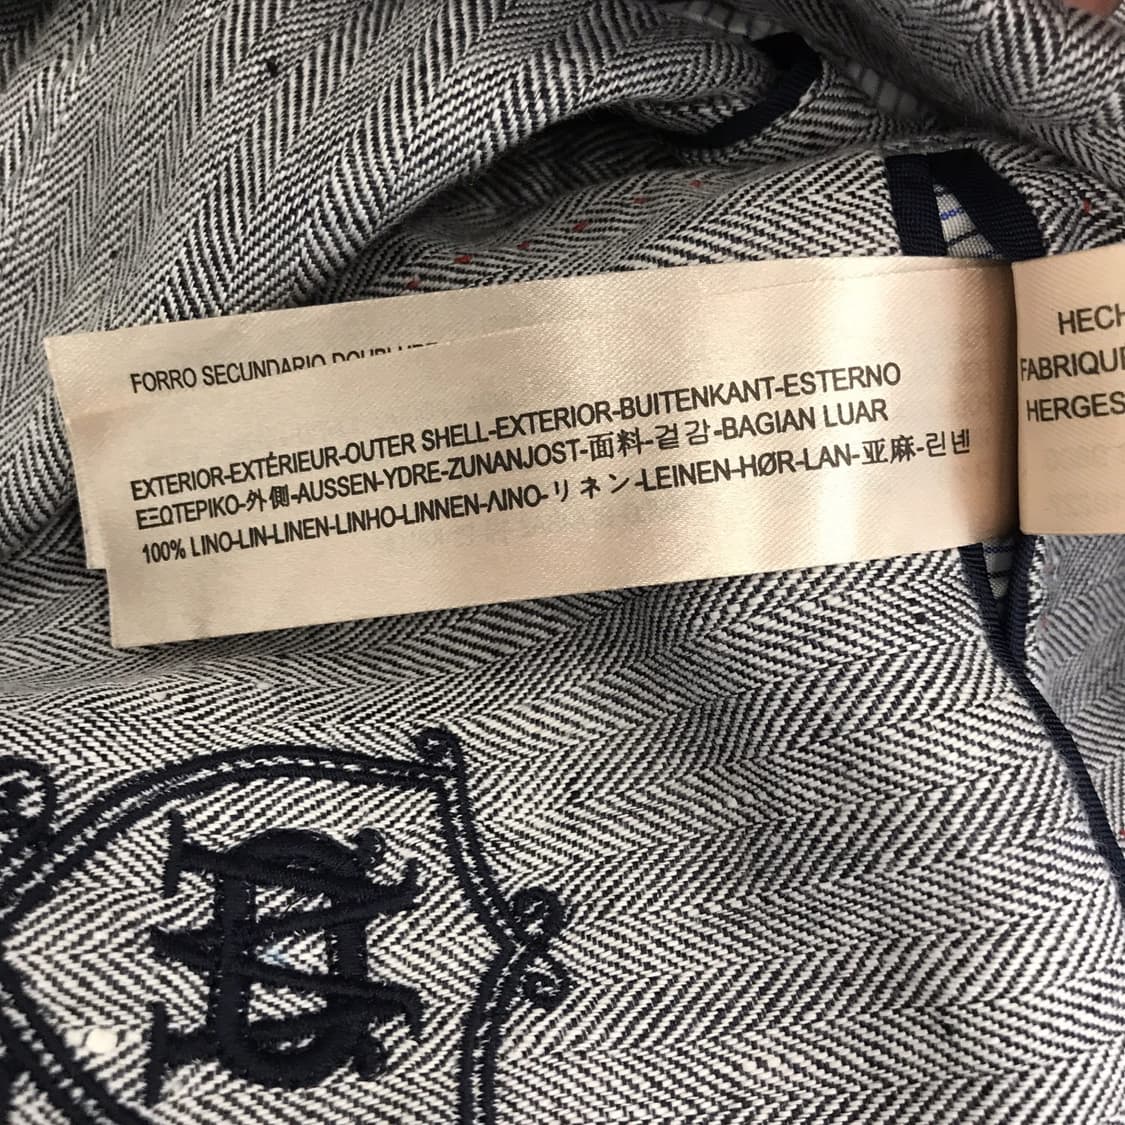 FORRO SECUNDARIO
EXTERIOR-EXTÉRIEUR-OUTER SHELL-EXTERIOR-BUITENKANT-ESTERNO
ΕΞΩΤΕΡΙΚΟ-外側-AUSSEN-YDRE-ZUNANJOST-面料-겉감-BAGIAN LUAR
100% LINO-LIN-LINEN-LINHO-LINNEN-ΛΙΝΟ-リネン-LEINEN-HØR-LAN-亚麻-린넨
HECH
FABRIQUE
HERGES